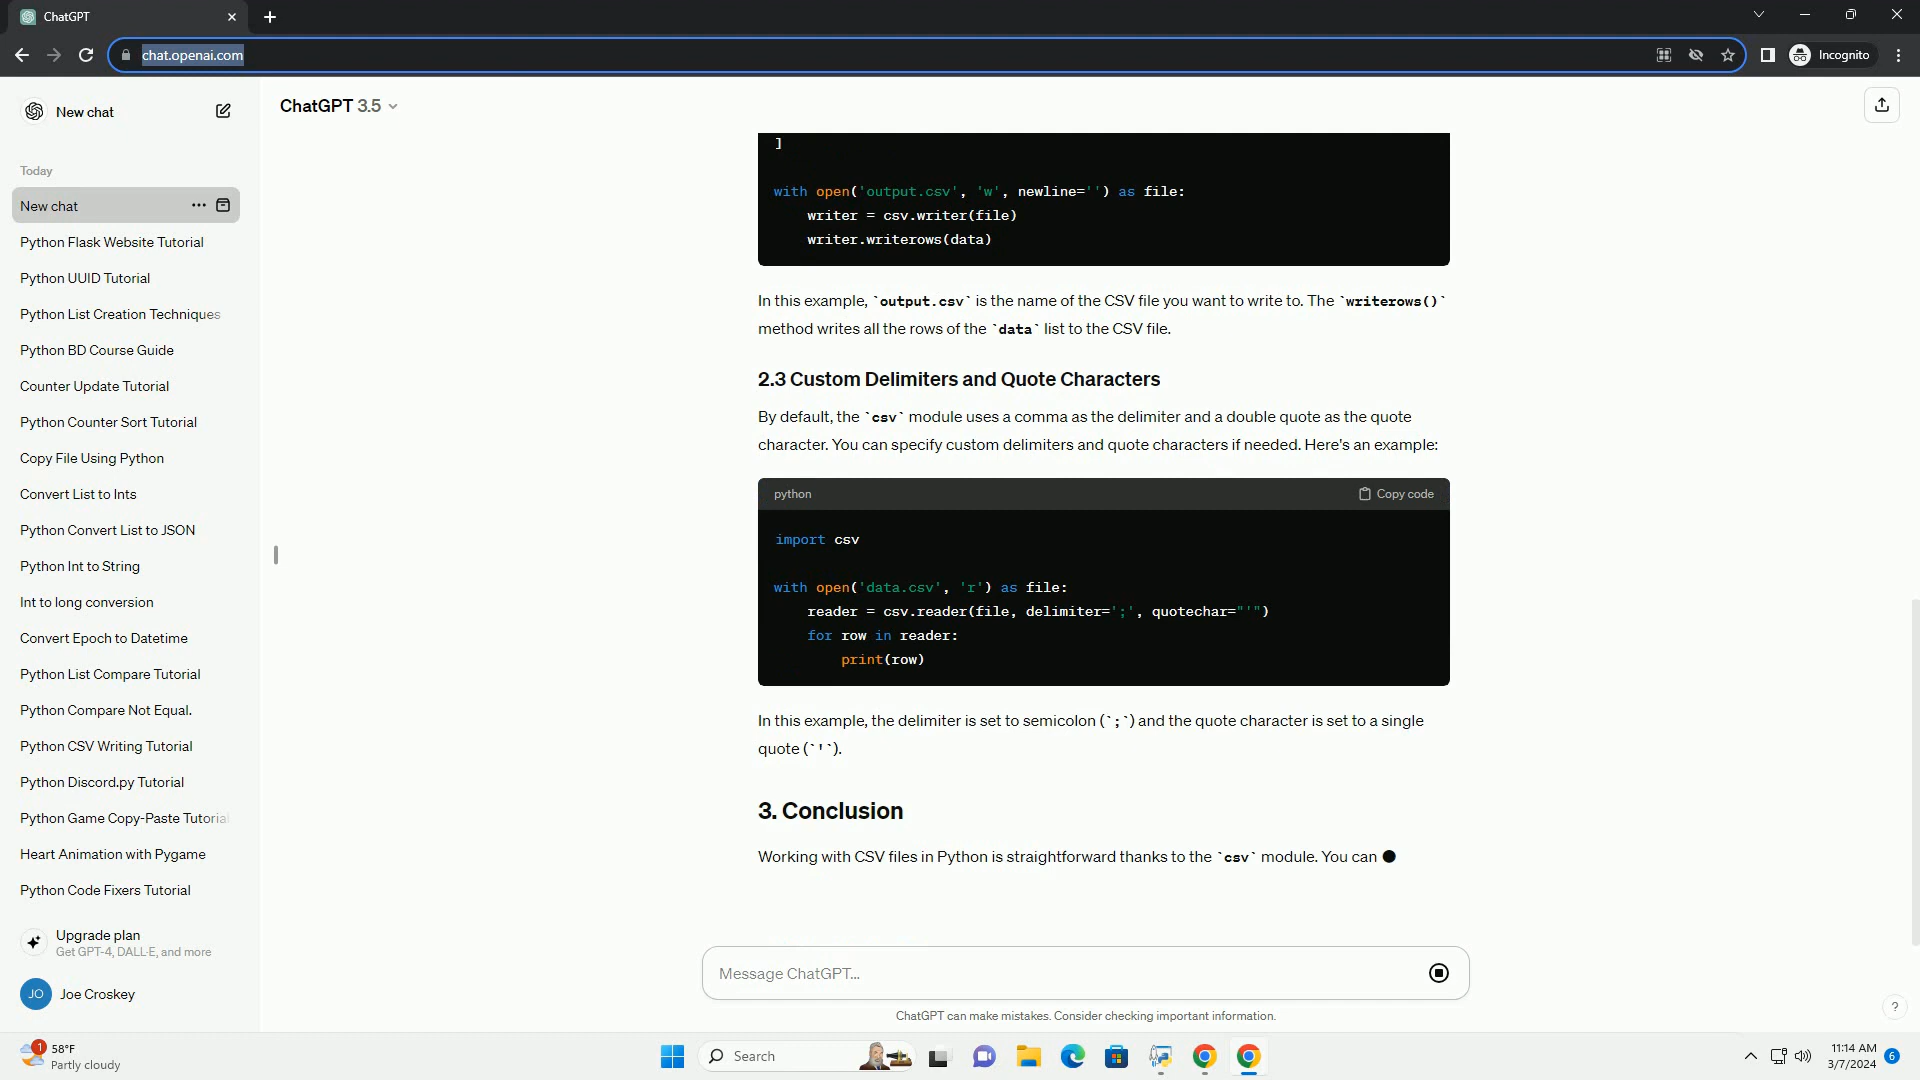 ChatGPT
chat.openai.com
Incognito
New chat
Today
New chat
Python Flask Website Tutorial
Python UUID Tutorial
Python List Creation Techniques
Python BD Course Guide
Counter Update Tutorial
Python Counter Sort Tutorial
Copy File Using Python
Convert List to Ints
Python Convert List to JSON
Python Int to String
Int to long conversion
Convert Epoch to Datetime
Python List Compare Tutorial
Python Compare Not Equal.
Python CSV Writing Tutorial
Python Discord.py Tutorial
Python Game Copy-Paste Tutorial
Heart Animation with Pygame
Python Code Fixers Tutorial
Upgrade plan
Get GPT-4, DALL·E, and more
JO Joe Croskey
ChatGPT 3.5
]
with open('output.csv', 'w', newline='') as file:
writer = csv.writer(file)
writer.writerows(data)
In this example, `output.csv` is the name of the CSV file you want to write to. The `writerows()`
method writes all the rows of the `data` list to the CSV file.
2.3 Custom Delimiters and Quote Characters
By default, the `csv` module uses a comma as the delimiter and a double quote as the quote
character. You can specify custom delimiters and quote characters if needed. Here's an example:
python Copy code
import csv
with open('data.csv', 'r') as file:
reader = csv.reader(file, delimiter=';', quotechar="'")
for row in reader:
print(row)
In this example, the delimiter is set to semicolon (`;`) and the quote character is set to a single
quote (`'`).
3. Conclusion
Working with CSV files in Python is straightforward thanks to the `csv` module. You can
Message ChatGPT...
ChatGPT can make mistakes. Consider checking important information.
?
1
58°F
Partly cloudy
Search
11:14 AM
3/7/2024
6